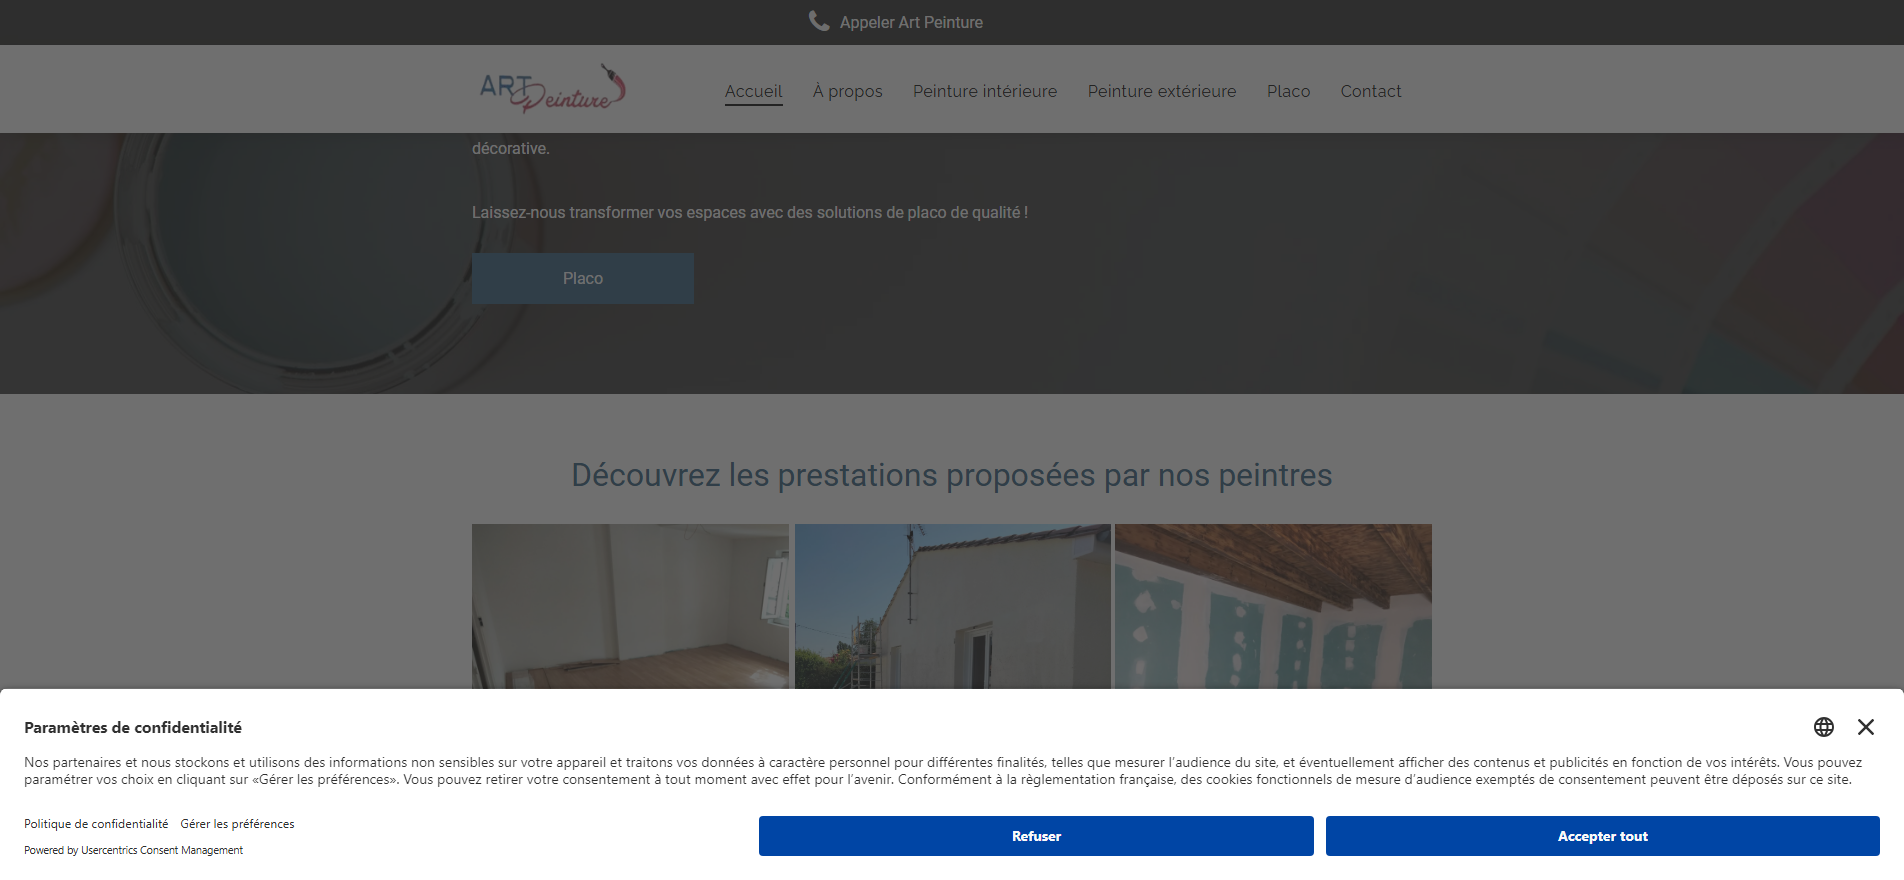 Appeler Art Peinture
ART Peinture
Accueil À propos Peinture intérieure Peinture extérieure Placo Contact
décorative.
Laissez-nous transformer vos espaces avec des solutions de placo de qualité !
Placo
Découvrez les prestations proposées par nos peintres
Paramètres de confidentialité
Nos partenaires et nous stockons et utilisons des informations non sensibles sur votre appareil et traitons vos données à caractère personnel pour différentes finalités, telles que mesurer l’audience du site, et éventuellement afficher des contenus et publicités en fonction de vos intérêts. Vous pouvez
paramétrer vos choix en cliquant sur «Gérer les préférences». Vous pouvez retirer votre consentement à tout moment avec effet pour l’avenir. Conformément à la règlementation française, des cookies fonctionnels de mesure d’audience exemptés de consentement peuvent être déposés sur ce site.
Politique de confidentialité Gérer les préférences
Powered by Usercentrics Consent Management
Refuser
Accepter tout